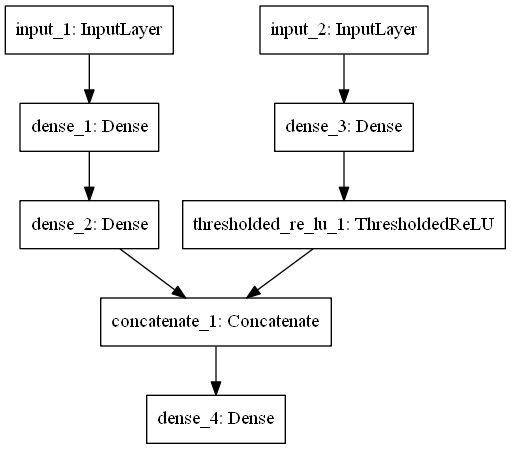 input_1: InputLayer
input_2: InputLayer
dense_1: Dense
dense_3: Dense
dense_2: Dense
thresholded_re_lu_1: ThresholdedReLU
concatenate_1: Concatenate
dense_4: Dense